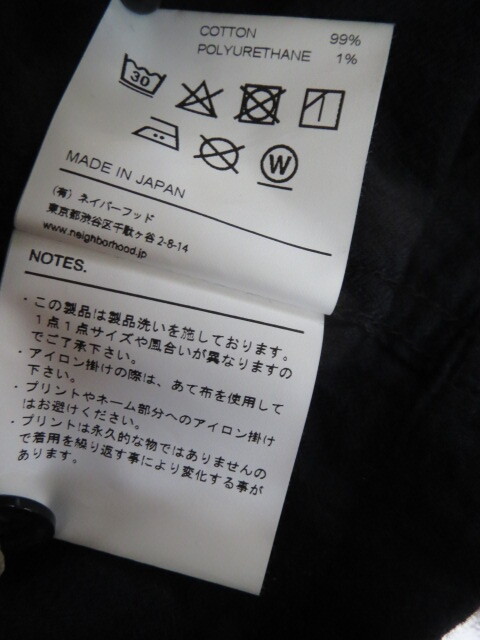 COTTON 99%
POLYURETHANE 1%
30
W
MADE IN JAPAN
(有) ネイバーフッド
東京都渋谷区千駄ヶ谷 2-8-14
www.neighborhood.jp
NOTES.
・この製品は製品洗いを施しております。
1点1点サイズや風合いが異なりますの
でご了承下さい。
・アイロン掛けの際は、あて布を使用して
下さい。
・プリントやネーム部分へのアイロン掛け
はお避けください。
・プリントは永久的な物ではありませんの
で着用を繰り返す事により変化する事が
あります。